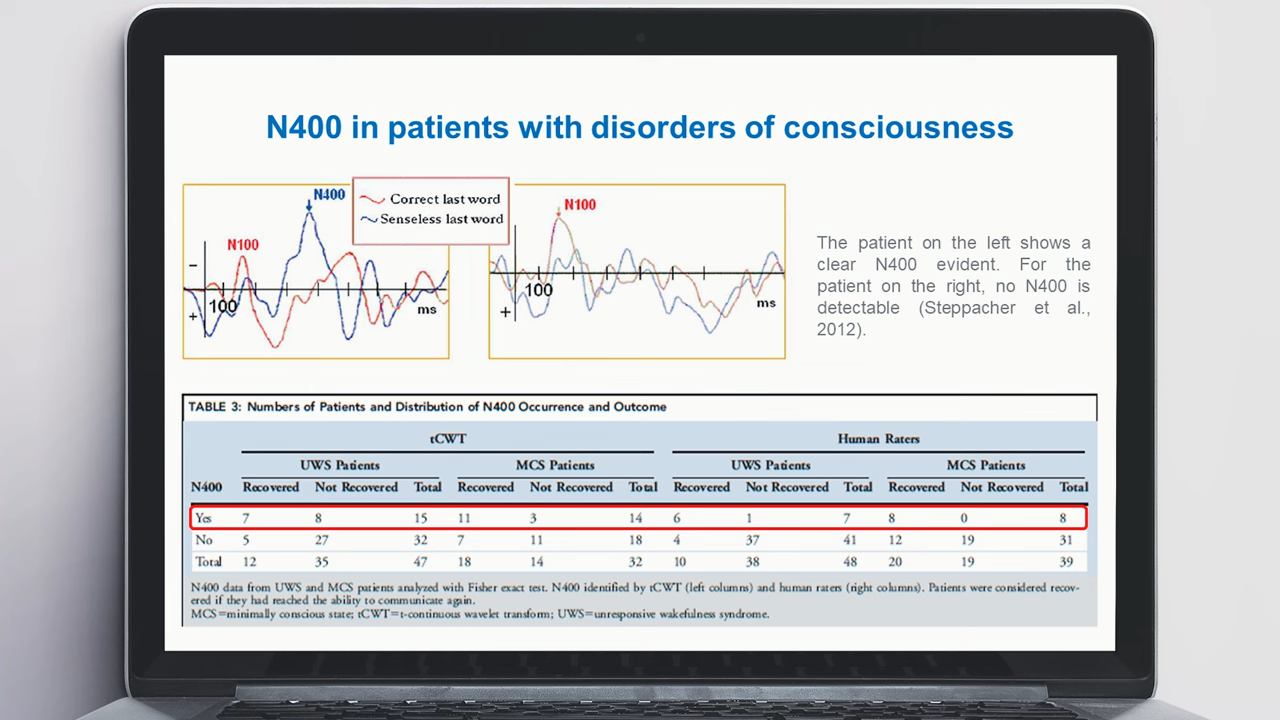 N400 in patients with disorders of consciousness
N400
N100
Correct last word
Senseless last word
−
+
100
ms
N100
100
+
ms
The patient on the left shows a
clear N400 evident. For the
patient on the right, no N400 is
detectable (Steppacher et al.,
2012).
TABLE 3: Numbers of Patients and Distribution of N400 Occurrence and Outcome
tCWT Human Raters
UWS Patients MCS Patients UWS Patients MCS Patients
N400 Recovered Not Recovered Total Recovered Not Recovered Total Recovered Not Recovered Total Recovered Not Recovered Total
Yes 7 8 15 11 3 14 6 1 7 8 0 8
No 5 27 32 7 11 18 4 37 41 12 19 31
Total 12 35 47 18 14 32 10 38 48 20 19 39
N400 data from UWS and MCS patients analyzed with Fisher exact test. N400 identified by tCWT (left columns) and human raters (right columns). Patients were considered recov-
ered if they had reached the ability to communicate again.
MCS=minimally conscious state; tCWT=t-continuous wavelet transform; UWS=unresponsive wakefulness syndrome.